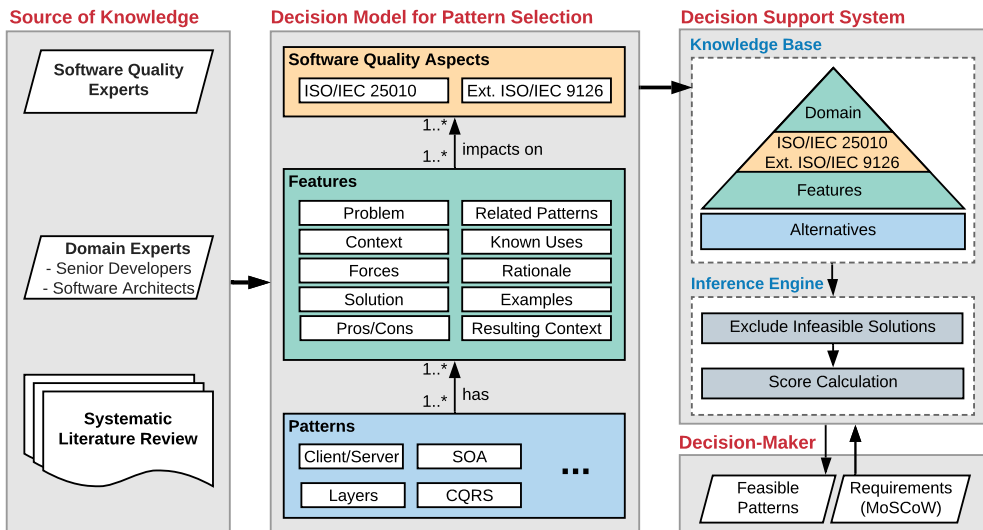 Source of Knowledge
Software Quality
Experts
Domain Experts
- Senior Developers
- Software Architects
Systematic
Literature Review
Decision Model for Pattern Selection
Software Quality Aspects
ISO/IEC 25010
Ext. ISO/IEC 9126
1..*
1..*
impacts on
Features
Problem
Related Patterns
Context
Known Uses
Forces
Rationale
Solution
Examples
Pros/Cons
Resulting Context
1..*
1..*
has
Patterns
Client/Server
SOA
...
Layers
CQRS
Decision Support System
Knowledge Base
Domain
ISO/IEC 25010
Ext. ISO/IEC 9126
Features
Alternatives
Inference Engine
Exclude Infeasible Solutions
Score Calculation
Decision-Maker
Feasible
Patterns
Requirements
(MoSCoW)